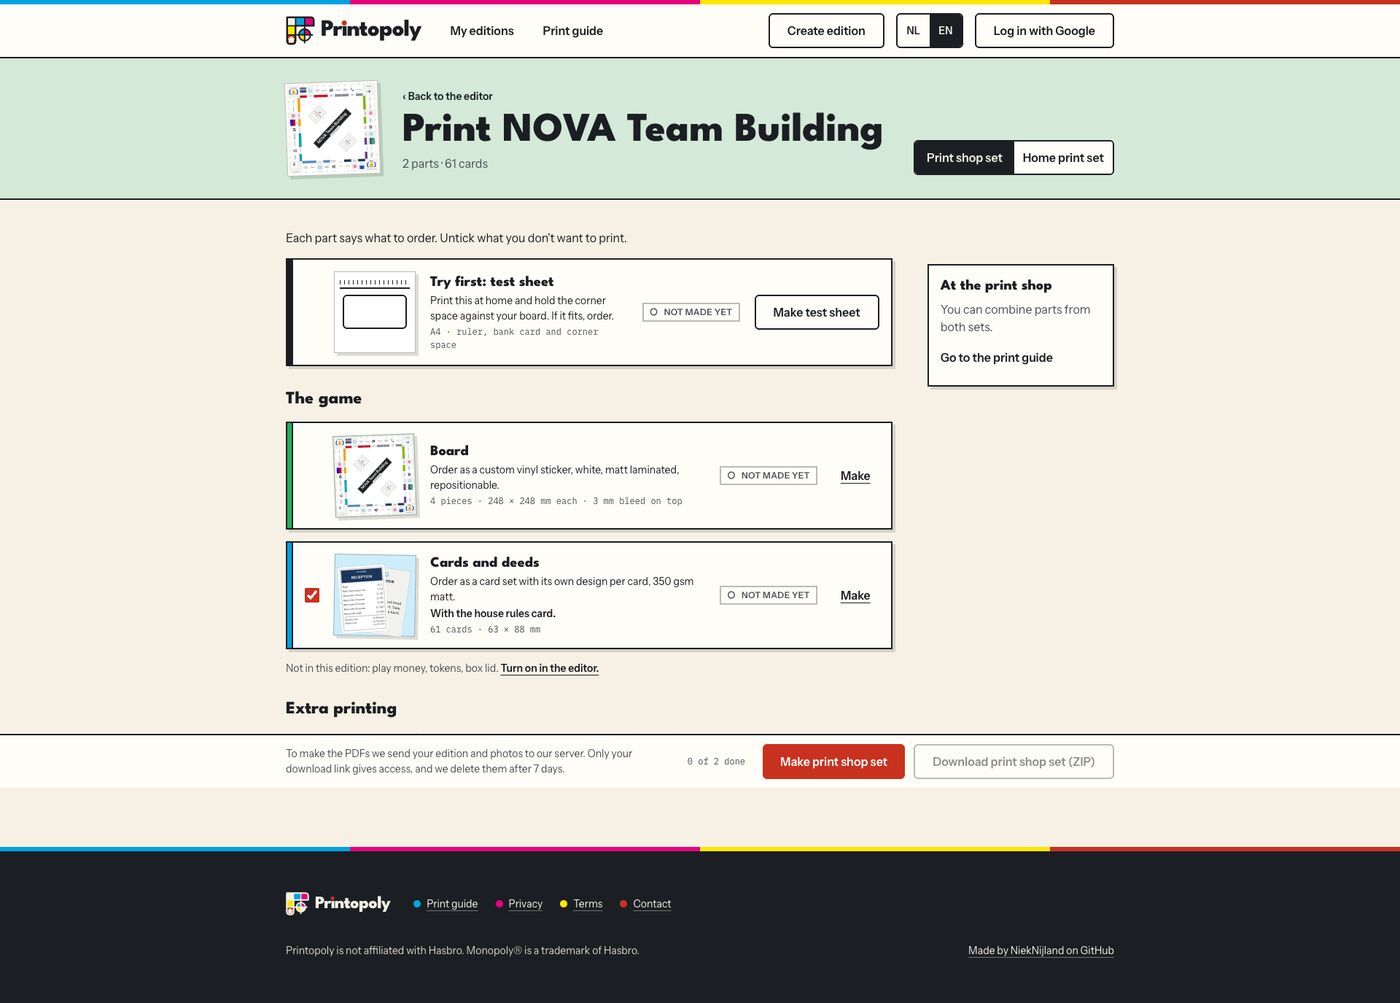 Printopoly
My editions
Print guide
Create edition
NL
EN
Log in with Google
‹ Back to the editor
Print NOVA Team Building
2 parts · 61 cards
Print shop set
Home print set
NOVA Team Building
Each part says what to order. Untick what you don't want to print.
Try first: test sheet
Print this at home and hold the corner
space against your board. If it fits, order.
A4 · ruler, bank card and corner
space
NOT MADE YET
Make test sheet
At the print shop
You can combine parts from
both sets.
Go to the print guide
The game
Board
Order as a custom vinyl sticker, white, matt laminated,
repositionable.
4 pieces · 248 × 248 mm each · 3 mm bleed on top
NOT MADE YET
Make
Cards and deeds
Order as a card set with its own design per card, 350 gsm
matt.
With the house rules card.
61 cards · 63 × 88 mm
NOT MADE YET
Make
RECEPTION
Not in this edition: play money, tokens, box lid. Turn on in the editor.
Extra printing
To make the PDFs we send your edition and photos to our server. Only your
download link gives access, and we delete them after 7 days.
0 of 2 done
Make print shop set
Download print shop set (ZIP)
Printopoly
Print guide
Privacy
Terms
Contact
Printopoly is not affiliated with Hasbro. Monopoly® is a trademark of Hasbro.
Made by NiekNijland on GitHub